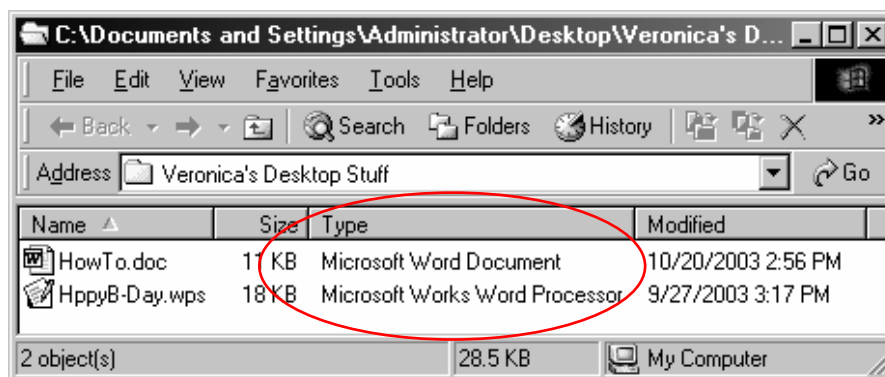 C:\Documents and Settings\Administrator\Desktop\Veronica's D...
File Edit View Favorites Tools Help
Back Search Folders History »
Address Veronica's Desktop Stuff Go
Name Size Type Modified
HowTo.doc 11 KB Microsoft Word Document 10/20/2003 2:56 PM
HppyB-Day.wps 18 KB Microsoft Works Word Processor 9/27/2003 3:17 PM
2 object(s) 28.5 KB My Computer